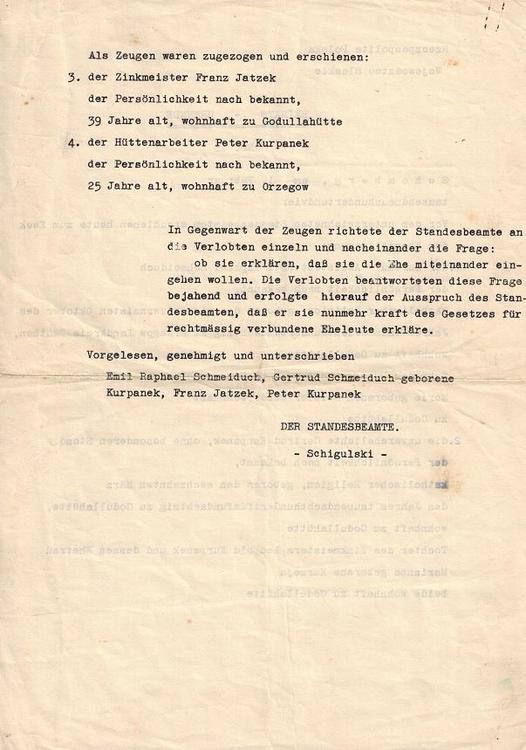 Als Zeugen waren zugezogen und erschienen:
3. der Zinkmeister Franz Jatzek
der Persönlichkeit nach bekannt,
39 Jahre alt, wohnhaft zu Godullahütte
4. der Hüttenarbeiter Peter Kurpanek
der Persönlichkeit nach bekannt,
25 Jahre alt, wohnhaft zu Orzegow
In Gegenwart der Zeugen richtete der Standesbeamte an
die Verlobten einzeln und nacheinander die Frage:
ob sie erklären, daß sie die Ehe miteinander ein-
gehen wollen. Die Verlobten beantworteten diese Frage
bejahend und erfolgte hierauf der Ausspruch des Stan-
desbeamten, daß er sie nunmehr kraft des Gesetzes für
rechtmässig verbundene Eheleute erkläre.
Vorgelesen, genehmigt und unterschrieben
Emil Raphael Schmeiduch, Gertrud Schmeiduch geborene
Kurpanek, Franz Jatzek, Peter Kurpanek
DER STANDESBEAMTE.
- Schigulski -